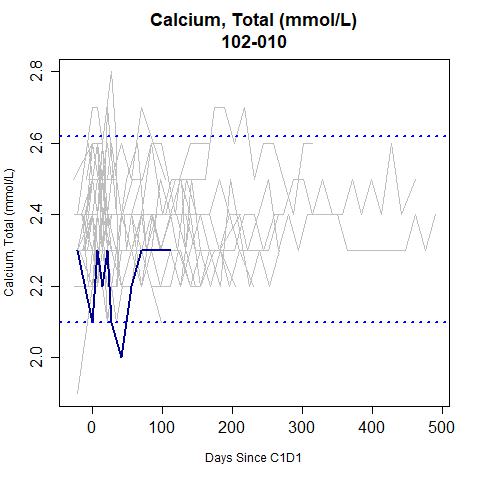 Calcium, Total (mmol/L)
102-010
Calcium, Total (mmol/L)
2.8
2.6
2.4
2.2
2.0
0 100 200 300 400 500
Days Since C1D1